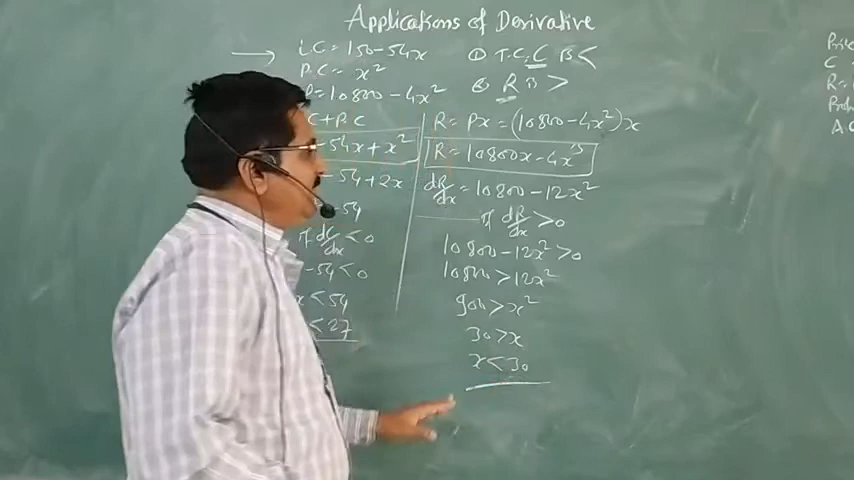 Applications of Derivative
L.C = 150-54x
P.C = x²
P = 10800 - 4x²
C + P.C
-54x + x²
-54 + 2x
-54
if dC/dx < 0
-54 < 0
x < 54
< 27
① T.C, C is <
② R is >
R = Px = (10800 - 4x²)x
R = 10800x - 4x³
dR/dx = 10800 - 12x²
if dR/dx > 0
10800 - 12x² > 0
10800 > 12x²
900 > x²
30 > x
x < 30
C =
R =